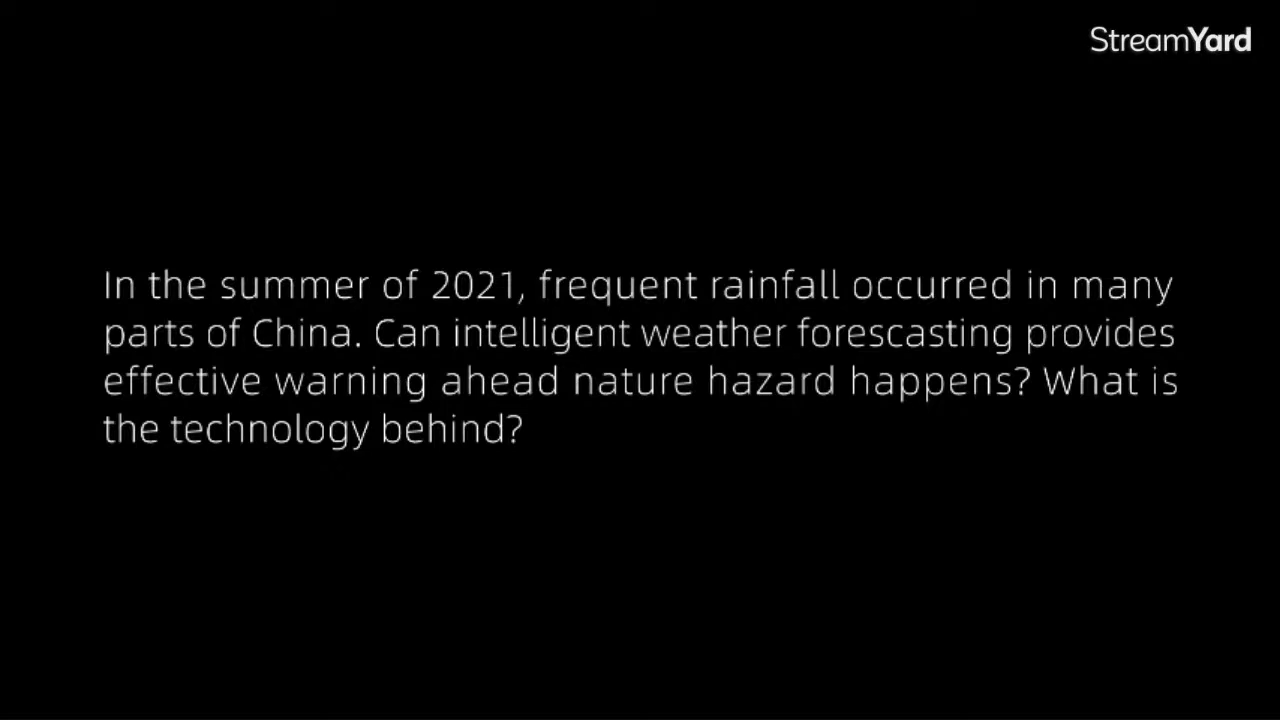 StreamYard
In the summer of 2021, frequent rainfall occurred in many
parts of China. Can intelligent weather forescasting provides
effective warning ahead nature hazard happens? What is
the technology behind?